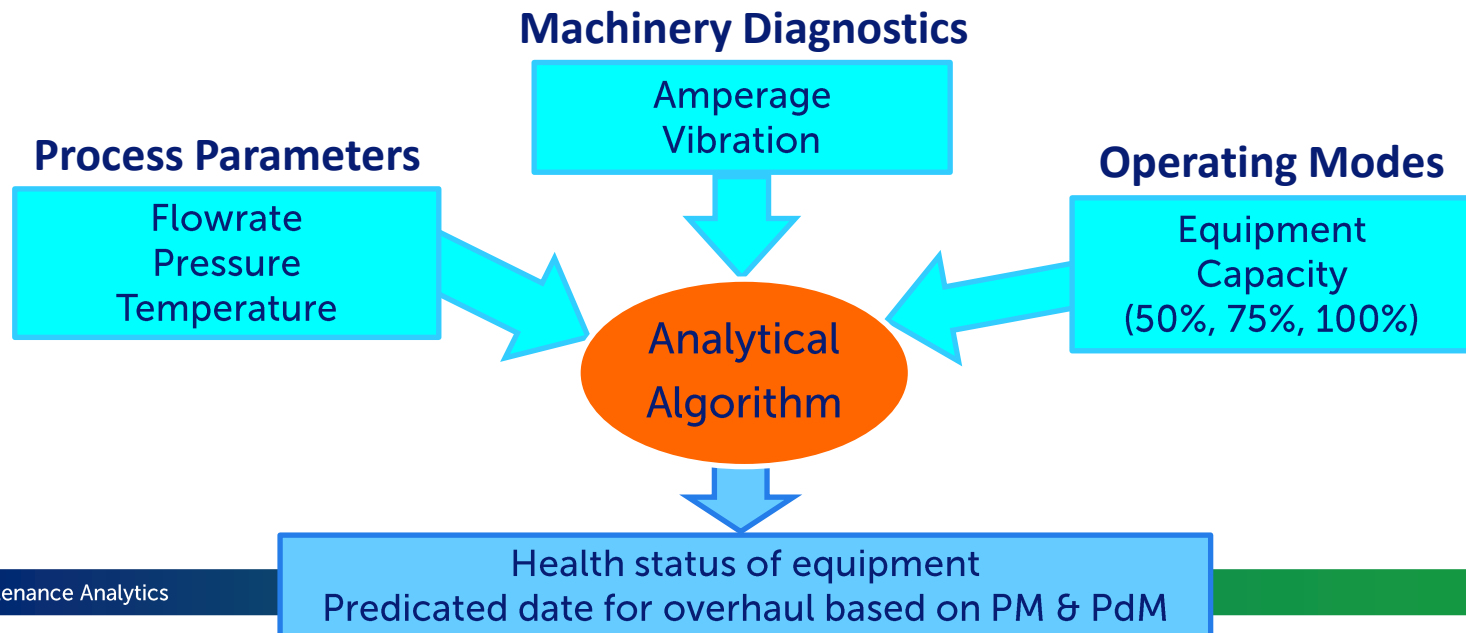 Machinery Diagnostics
Amperage
Vibration
Process Parameters
Flowrate
Pressure
Temperature
Operating Modes
Equipment
Capacity
(50%, 75%, 100%)
Analytical
Algorithm
Health status of equipment
Predicated date for overhaul based on PM & PdM
enance Analytics